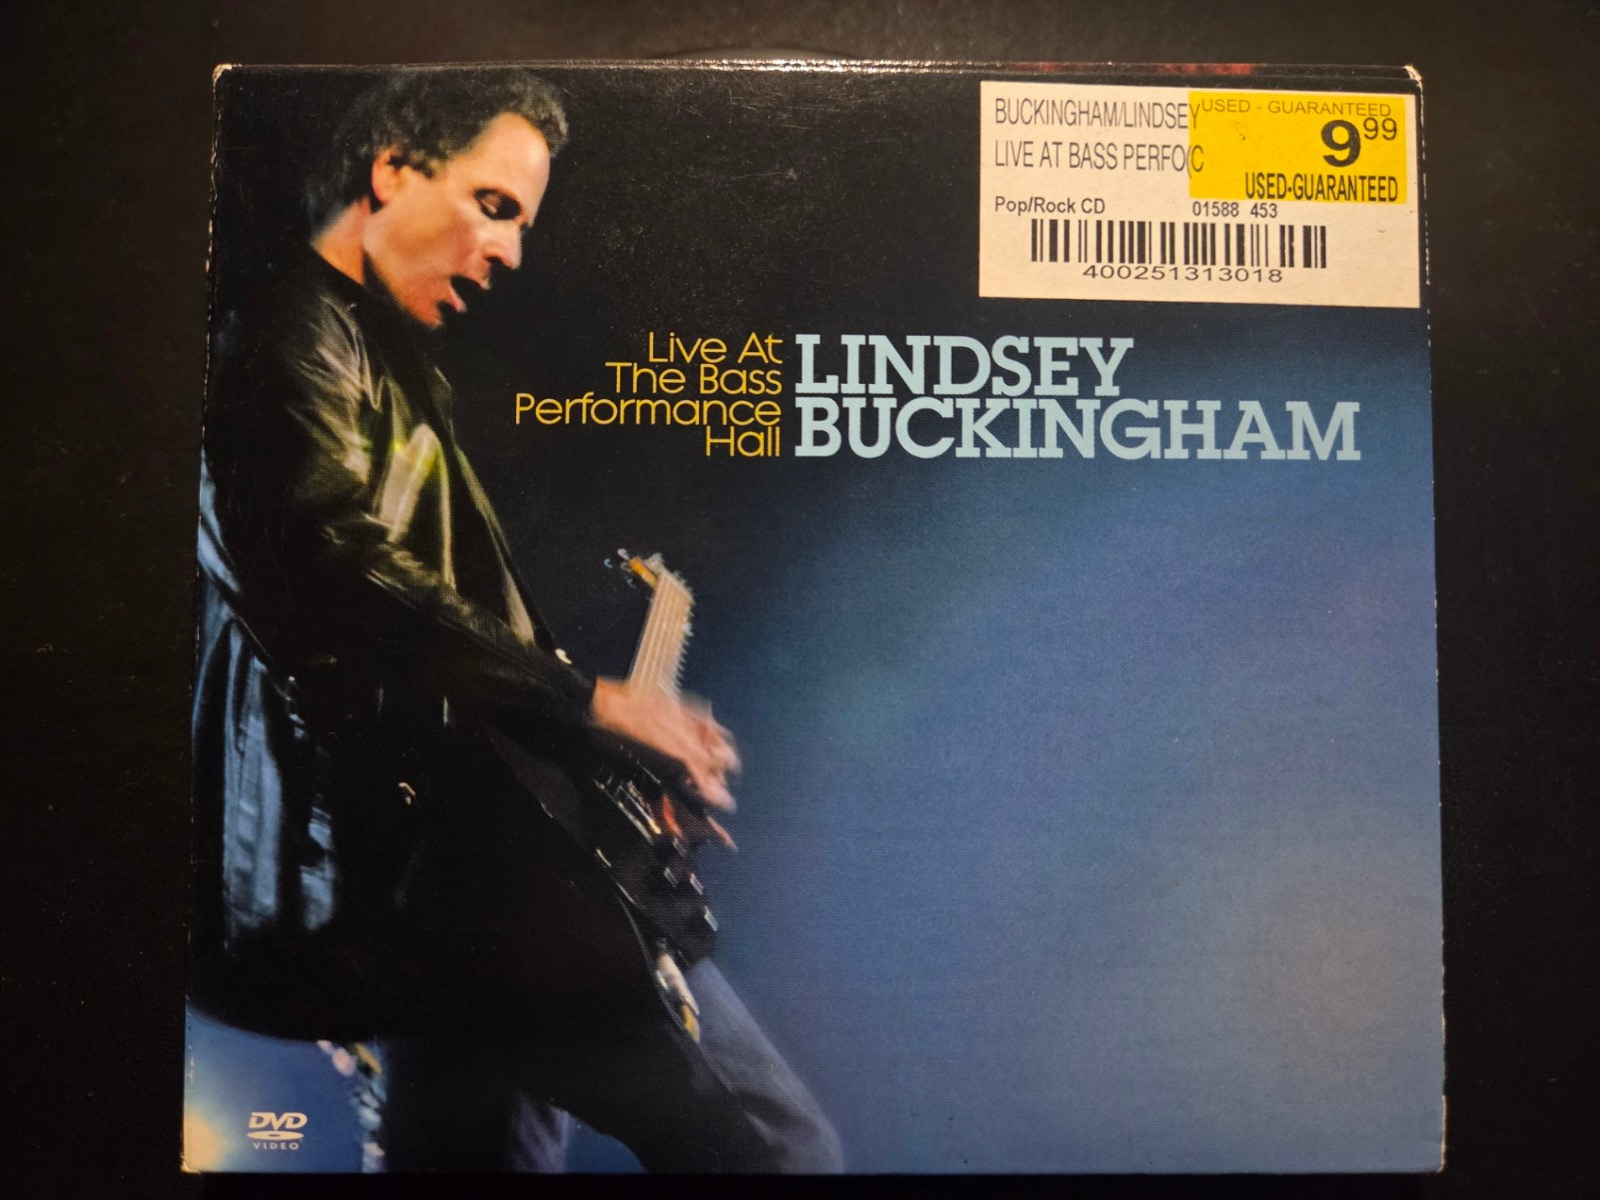 BUCKINGHAM/LINDSEY
LIVE AT BASS PERFO(C
USED - GUARANTEED
9.99
USED-GUARANTEED
Pop/Rock CD 01588 453
400251313018
Live At
The Bass
Performance
Hall
LINDSEY
BUCKINGHAM
DVD
VIDEO